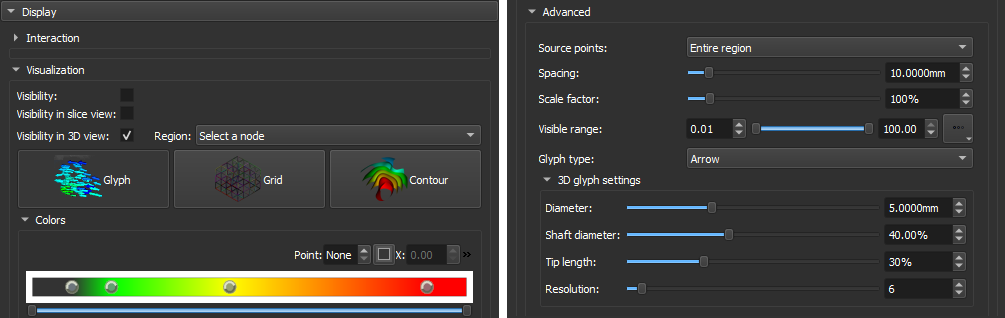 Display
Interaction
Visualization
Visibility:
Visibility in slice view:
Visibility in 3D view: Region: Select a node
Glyph Grid Contour
Colors
Point: None X: 0.00 »
Advanced
Source points: Entire region
Spacing: 10.0000mm
Scale factor: 100%
Visible range: 0.01 100.00
Glyph type: Arrow
3D glyph settings
Diameter: 5.0000mm
Shaft diameter: 40.00%
Tip length: 30%
Resolution: 6